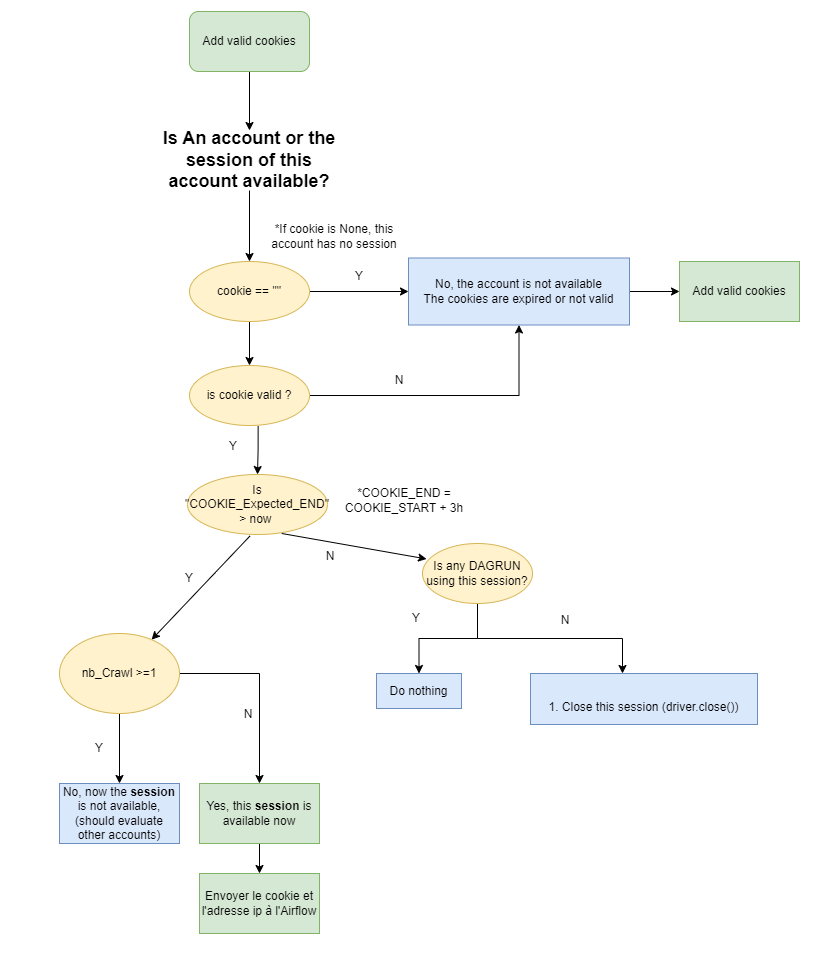 Add valid cookies
Is An account or the
session of this
account available?
*If cookie is None, this
account has no session
cookie == ""
Y
No, the account is not available
The cookies are expired or not valid
Add valid cookies
is cookie valid ?
N
Y
Is
"COOKIE_Expected_END"
> now
*COOKIE_END =
COOKIE_START + 3h
N
Is any DAGRUN
using this session?
Y
Y
N
nb_Crawl >=1
Do nothing
1. Close this session (driver.close())
N
Y
No, now the session
is not available,
(should evaluate
other accounts)
Yes, this session is
available now
Envoyer le cookie et
l'adresse ip à l'Airflow